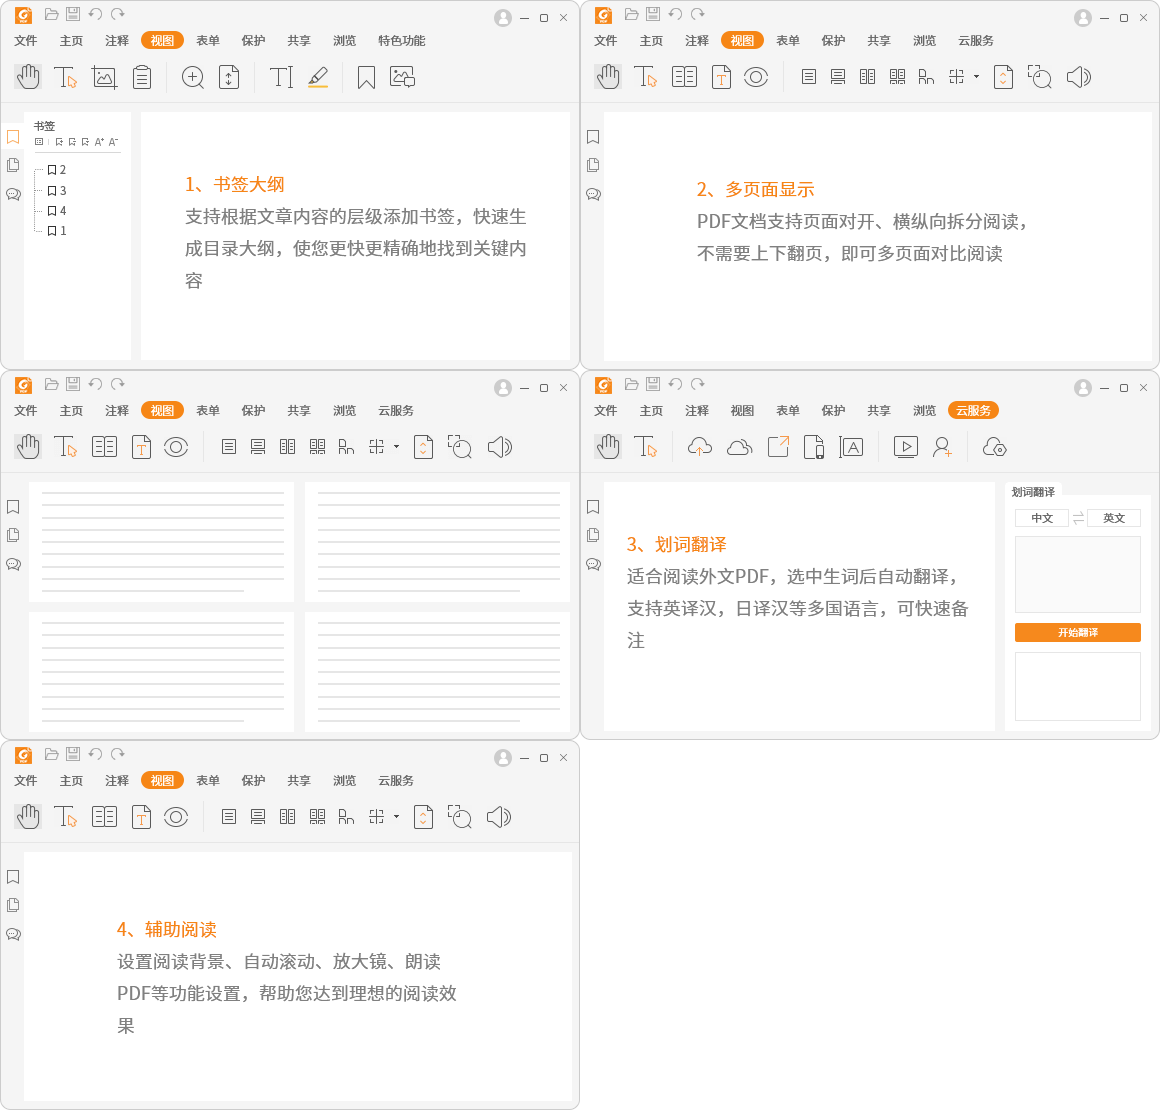 文件 主页 注释 视图 表单 保护 共享 浏览 特色功能
书签
A+ A-
2
3
4
1
1、书签大纲
支持根据文章内容的层级添加书签，快速生
成目录大纲，使您更快更精确地找到关键内
容
文件 主页 注释 视图 表单 保护 共享 浏览 云服务
2、多页面显示
PDF文档支持页面对开、横纵向拆分阅读，
不需要上下翻页，即可多页面对比阅读
文件 主页 注释 视图 表单 保护 共享 浏览 云服务
文件 主页 注释 视图 表单 保护 共享 浏览 云服务
3、划词翻译
适合阅读外文PDF，选中生词后自动翻译，
支持英译汉，日译汉等多国语言，可快速备
注
划词翻译
中文 英文
开始翻译
文件 主页 注释 视图 表单 保护 共享 浏览 云服务
4、辅助阅读
设置阅读背景、自动滚动、放大镜、朗读
PDF等功能设置，帮助您达到理想的阅读效
果